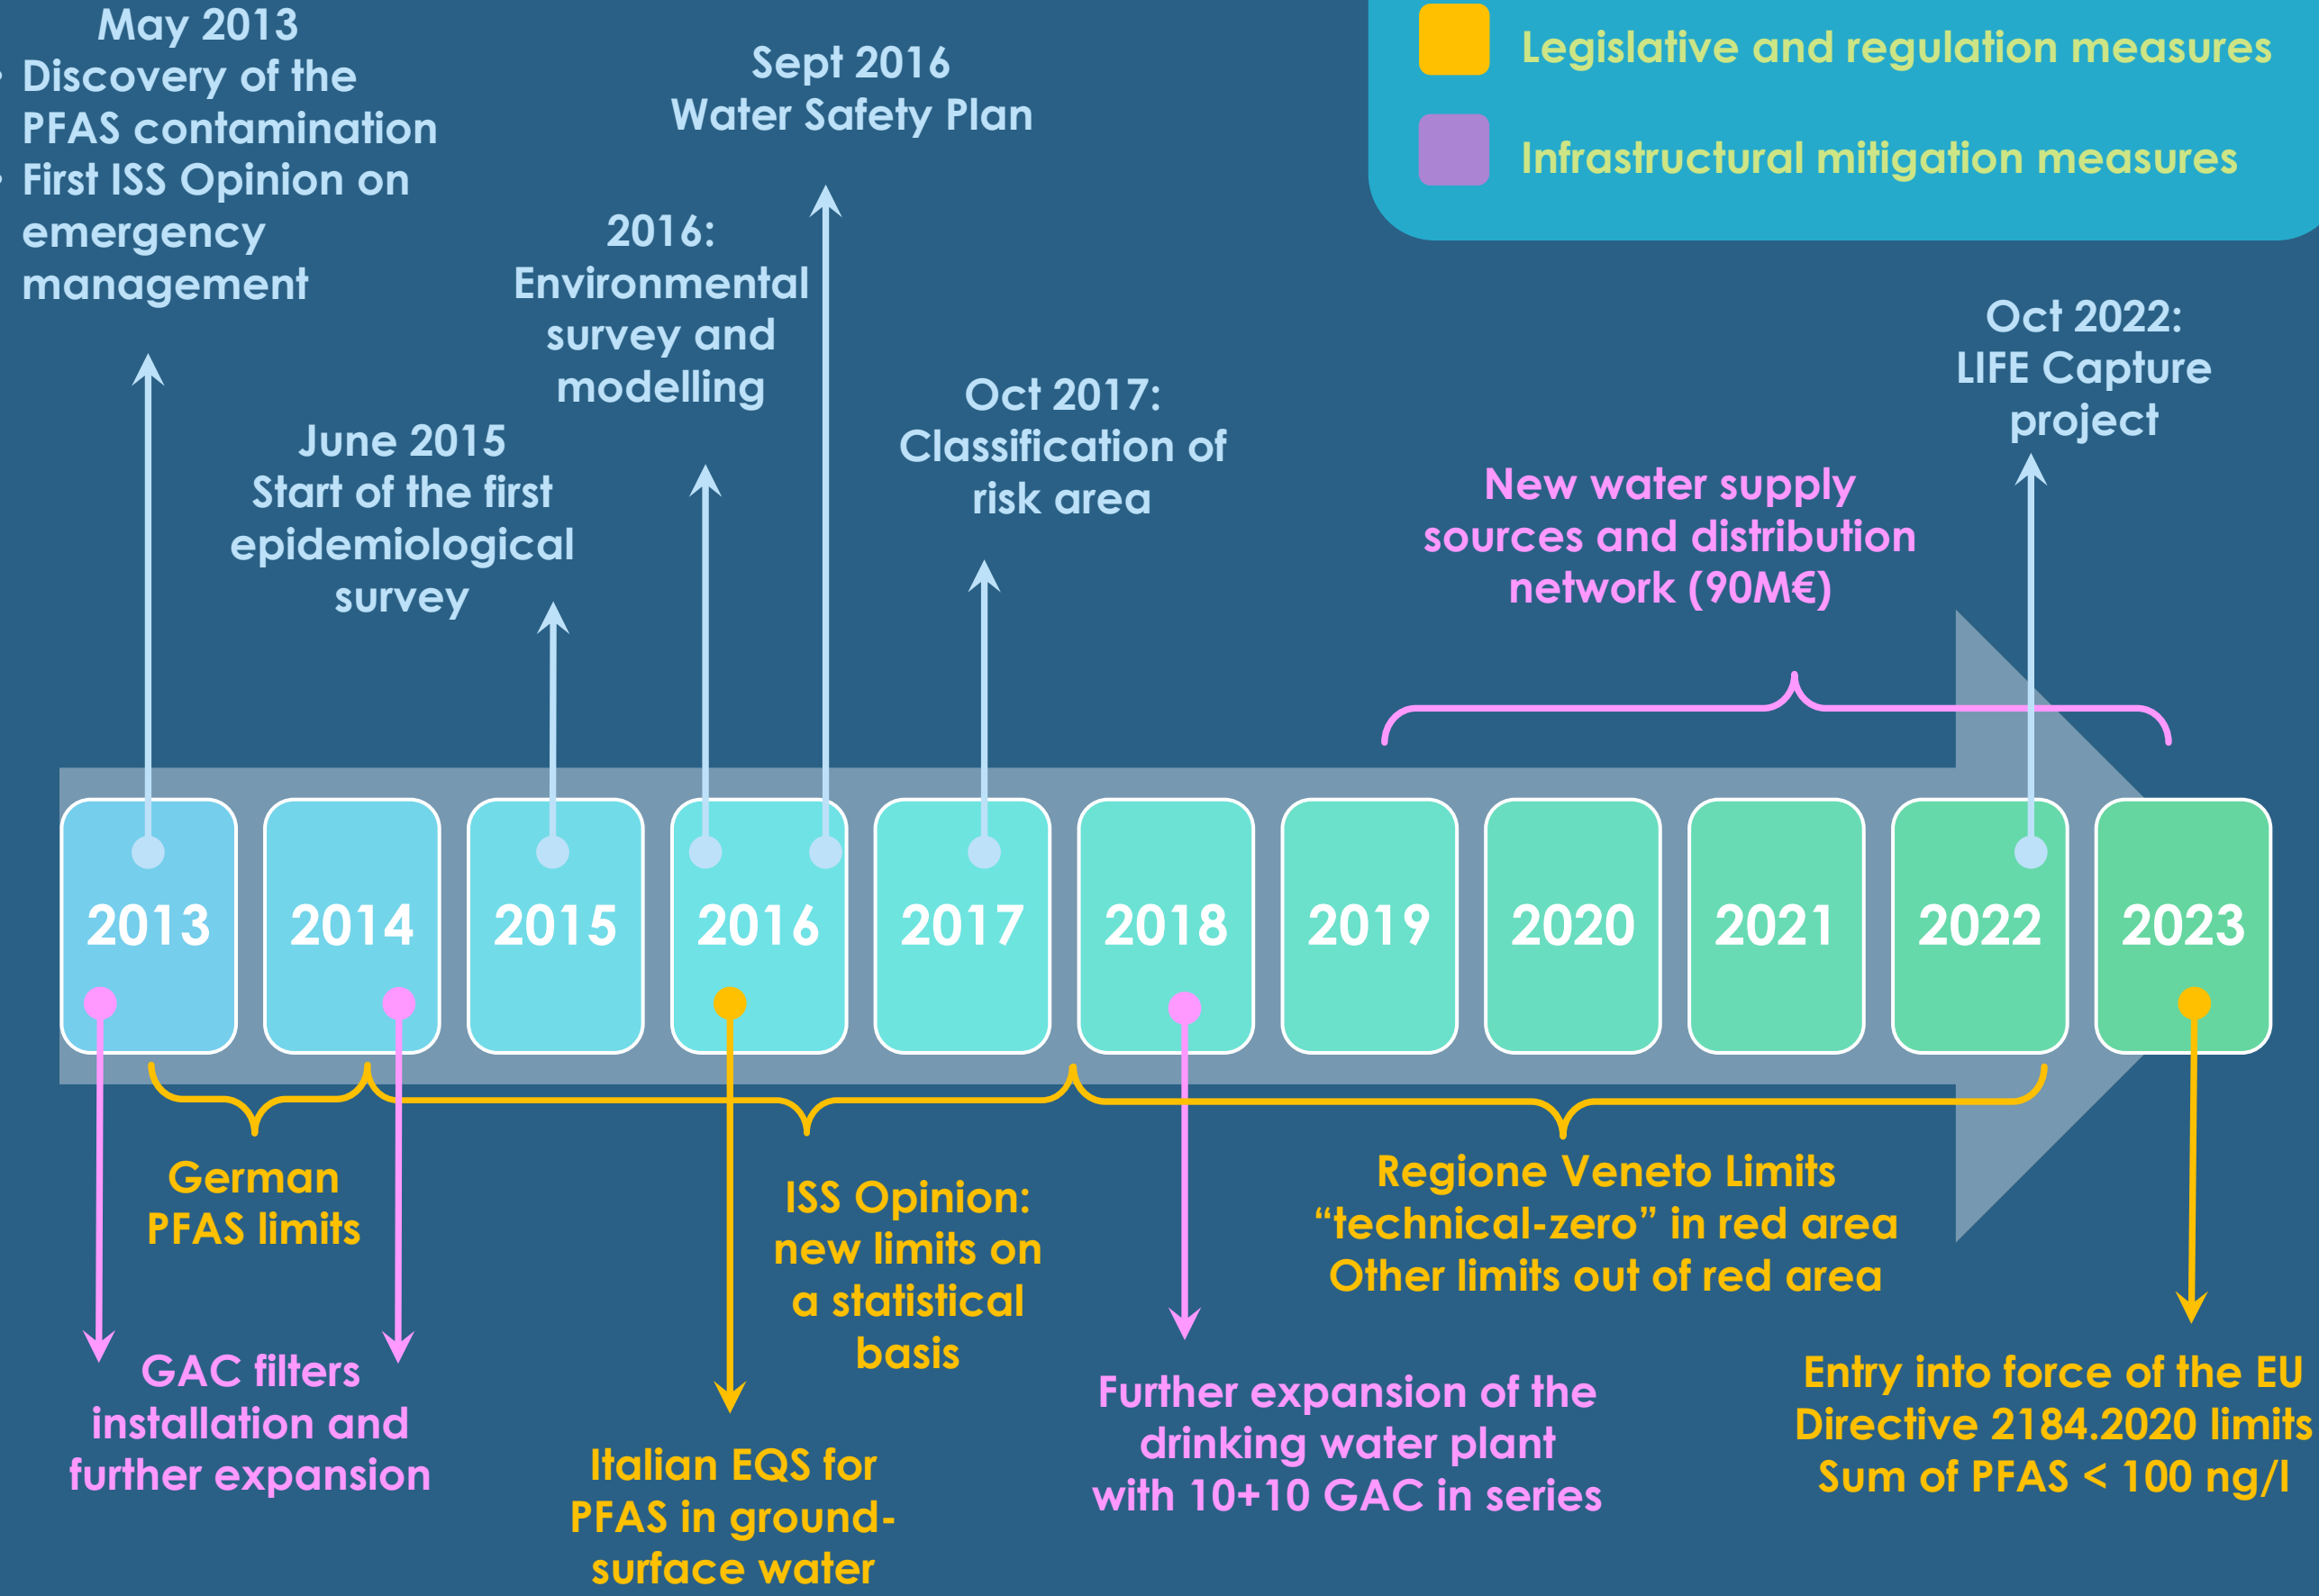 May 2013
• Discovery of the
PFAS contamination
• First ISS Opinion on
emergency
management
Sept 2016
Water Safety Plan
Legislative and regulation measures
Infrastructural mitigation measures
2016:
Environmental
survey and
modelling
June 2015
Start of the first
epidemiological
survey
Oct 2017:
Classification of
risk area
Oct 2022:
LIFE Capture
project
New water supply
sources and distribution
network (90M€)
2013
2014
2015
2016
2017
2018
2019
2020
2021
2022
2023
German
PFAS limits
ISS Opinion:
new limits on
a statistical
basis
Regione Veneto Limits
“technical-zero” in red area
Other limits out of red area
GAC filters
installation and
further expansion
Italian EQS for
PFAS in ground-
surface water
Further expansion of the
drinking water plant
with 10+10 GAC in series
Entry into force of the EU
Directive 2184.2020 limits
Sum of PFAS < 100 ng/l